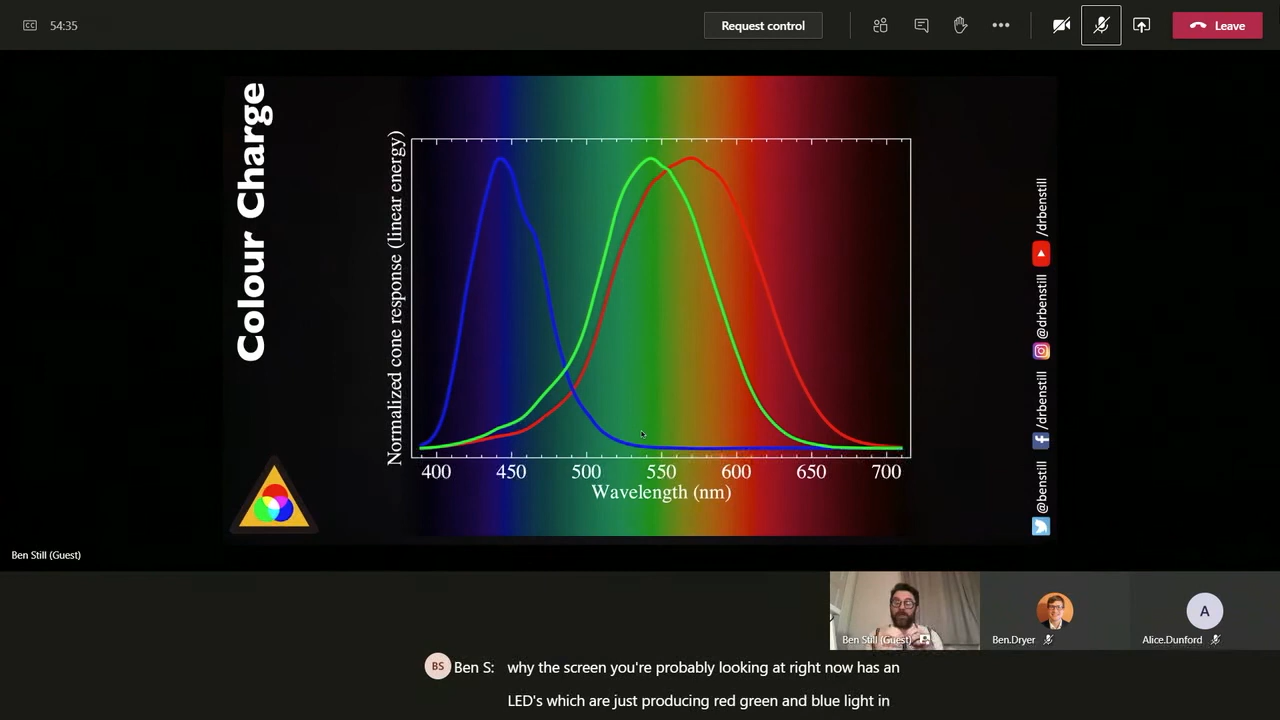 CC
54:35
Request control
Leave
Colour Charge
Normalized cone response (linear energy)
400 450 500 550 600 650 700
Wavelength (nm)
/drbenstill
@drbenstill
/drbenstill
@benstill
Ben Still (Guest)
Ben Still (Guest)
Ben.Dryer
A
Alice.Dunford
BS
Ben S: why the screen you're probably looking at right now has an
LED's which are just producing red green and blue light in